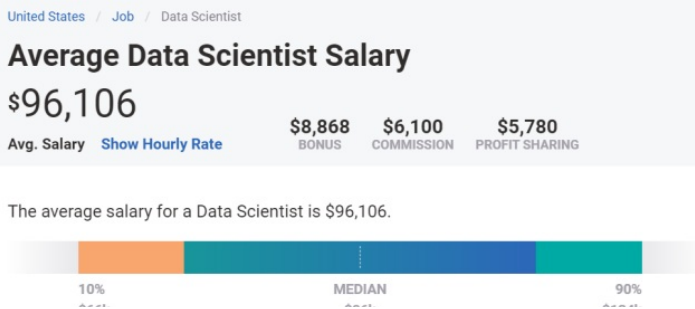 United States / Job / Data Scientist
Average Data Scientist Salary
$96,106
$8,868 $6,100 $5,780
Avg. Salary Show Hourly Rate BONUS COMMISSION PROFIT SHARING
The average salary for a Data Scientist is $96,106.
10% MEDIAN 90%